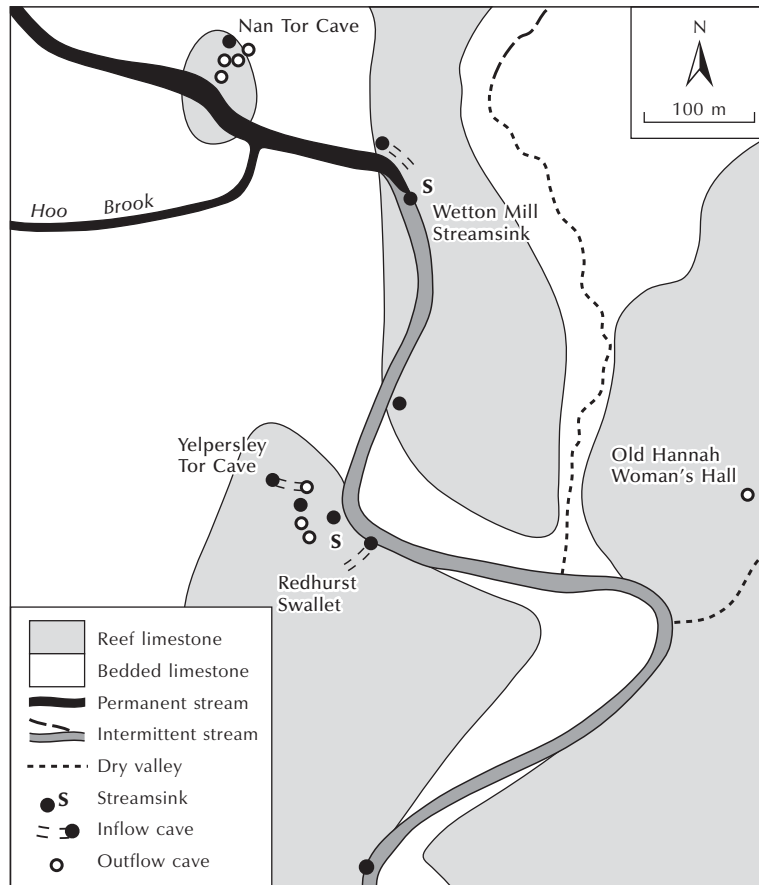 Nan Tor Cave
N
100 m
Hoo Brook
S
Wetton Mill
Streamsink
Yelpersley
Tor Cave
Old Hannah
Woman's Hall
S
Redhurst
Swallet
Reef limestone
Bedded limestone
Permanent stream
Intermittent stream
Dry valley
S
Streamsink
Inflow cave
Outflow cave